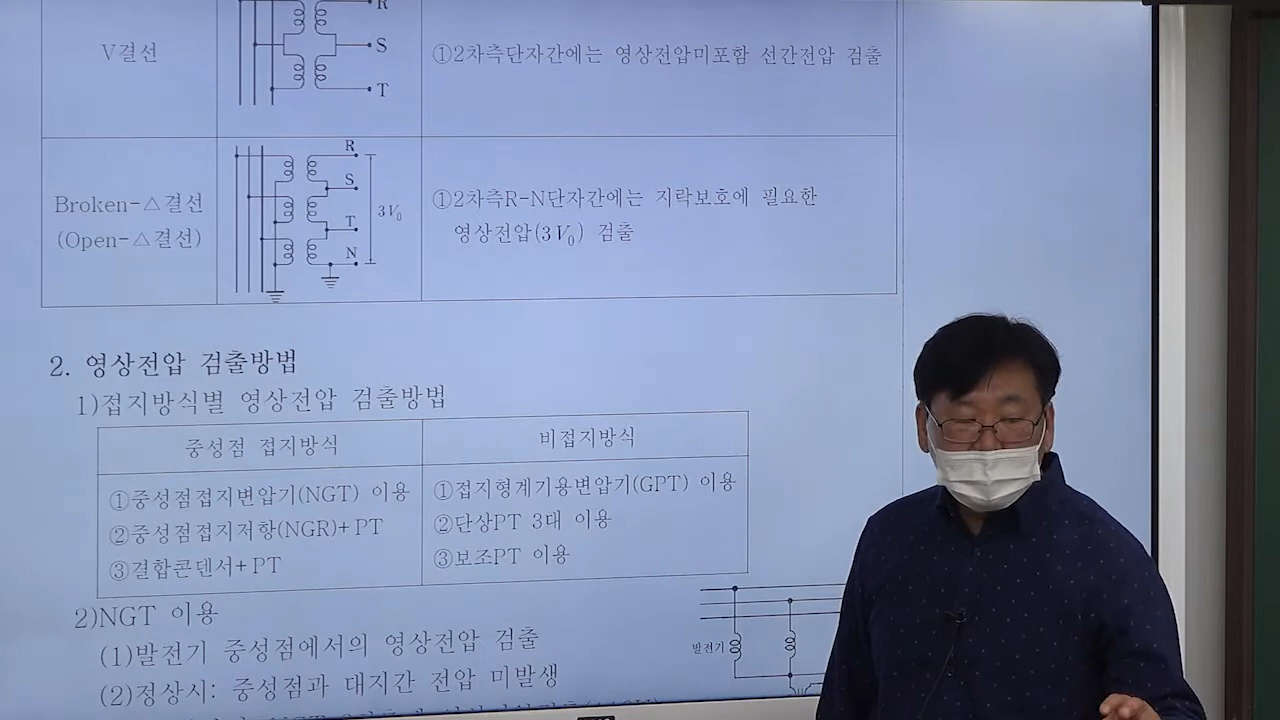 R
V결선
S
①2차측단자간에는 영상전압미포함 선간전압 검출
T
R
S
Broken-△결선
(Open-△결선)
3V₀
T
N
①2차측R-N단자간에는 지락보호에 필요한
영상전압(3V₀) 검출
2. 영상전압 검출방법
1)접지방식별 영상전압 검출방법
중성점 접지방식
비접지방식
①중성점접지변압기(NGT) 이용
①접지형계기용변압기(GPT) 이용
②중성점접지저항(NGR)+PT
②단상PT 3대 이용
③결합콘덴서+PT
③보조PT 이용
2)NGT 이용
(1)발전기 중성점에서의 영상전압 검출
발전기
(2)정상시: 중성점과 대지간 전압 미발생